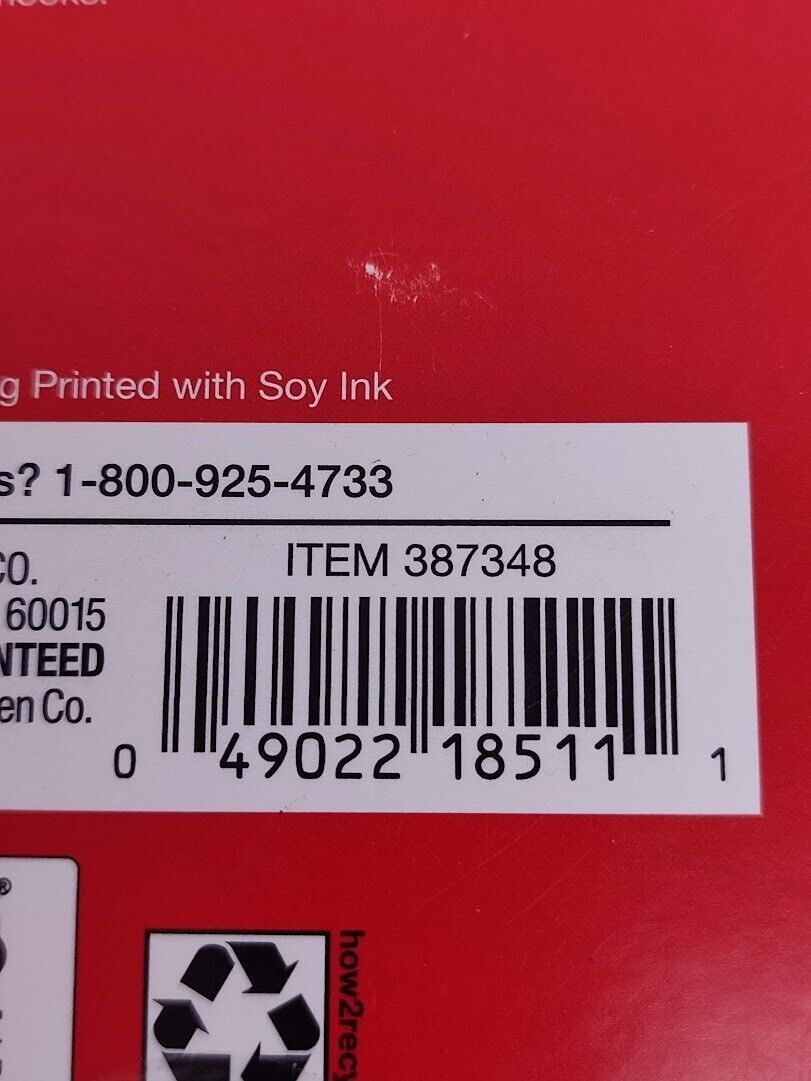 g Printed with Soy Ink
s? 1-800-925-4733
CO.
ITEM 387348
60015
NTEED
en Co.
0 49022 18511 1
®
how2recy